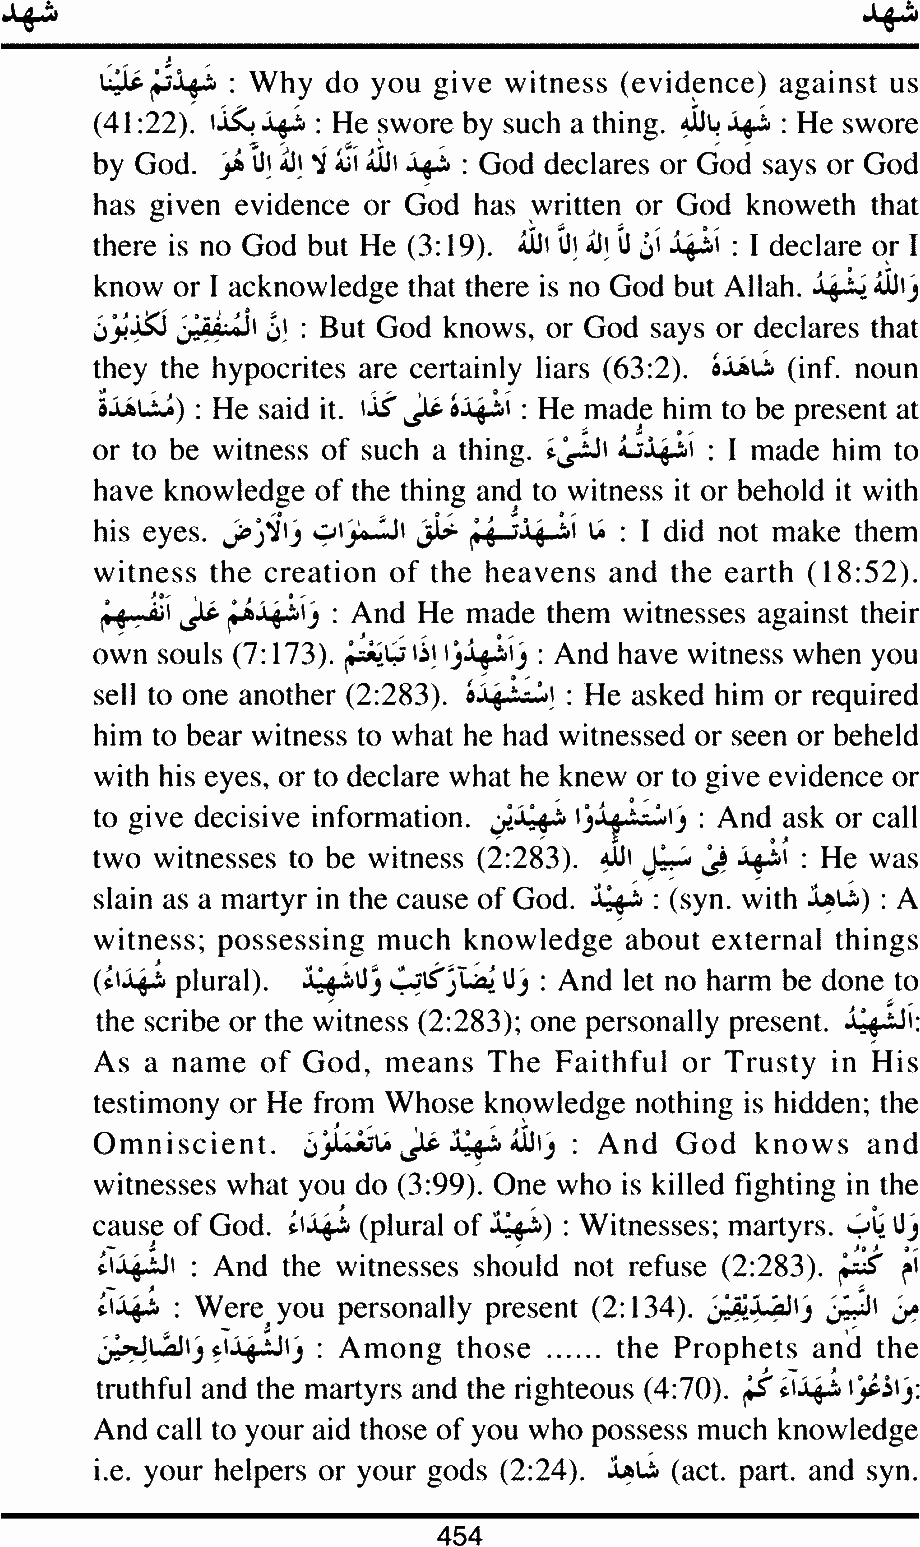 شهد شهد
شَهِدْتُّمْ عَلَيْنَا : Why do you give witness (evidence) against us
(41:22). شَهِدَ بِكَذَا : He swore by such a thing. شَهِدَ بِاللّٰهِ : He swore
by God. شَهِدَ اللّٰهُ اَنَّهٗ لَا اِلٰهَ اِلَّا هُوَ : God declares or God says or God
has given evidence or God has written or God knoweth that
there is no God but He (3:19). اَشْهَدُ اَنْ لَّا اِلٰهَ اِلَّا اللّٰهُ : I declare or I
know or I acknowledge that there is no God but Allah. وَاللّٰهُ يَشْهَدُ
اِنَّ الْمُنٰفِقِيْنَ لَكٰذِبُوْنَ : But God knows, or God says or declares that
they the hypocrites are certainly liars (63:2). شَاهَدَهٗ (inf. noun
مُشَاهَدَةٌ) : He said it. اَشْهَدَهٗ عَلٰى كَذَا : He made him to be present at
or to be witness of such a thing. اَشْهَدْتُّهُ الشَّيْءَ : I made him to
have knowledge of the thing and to witness it or behold it with
his eyes. مَا اَشْهَدْتُّهُمْ خَلْقَ السَّمٰوَاتِ وَالْاَرْضِ : I did not make them
witness the creation of the heavens and the earth (18:52).
وَاَشْهَدَهُمْ عَلٰى اَنْفُسِهِمْ : And He made them witnesses against their
own souls (7:173). وَاَشْهِدُوْا اِذَا تَبَايَعْتُمْ : And have witness when you
sell to one another (2:283). اِسْتَشْهَدَهٗ : He asked him or required
him to bear witness to what he had witnessed or seen or beheld
with his eyes, or to declare what he knew or to give evidence or
to give decisive information. وَاسْتَشْهِدُوْا شَهِيْدَيْنِ : And ask or call
two witnesses to be witness (2:283). اُشْهِدَ فِيْ سَبِيْلِ اللّٰهِ : He was
slain as a martyr in the cause of God. شَهِيْدٌ : (syn. with شَاهِدٌ) : A
witness; possessing much knowledge about external things
(شُهَدَاءُ plural). وَلَا يُضَآرَّ كَاتِبٌ وَّلَا شَهِيْدٌ : And let no harm be done to
the scribe or the witness (2:283); one personally present. الشَّهِيْدُ:
As a name of God, means The Faithful or Trusty in His
testimony or He from Whose knowledge nothing is hidden; the
Omniscient. وَاللّٰهُ شَهِيْدٌ عَلٰى مَاتَعْمَلُوْنَ : And God knows and
witnesses what you do (3:99). One who is killed fighting in the
cause of God. شُهَدَاءُ (plural of شَهِيْدٌ) : Witnesses; martyrs. وَلَا يَأْبَ
الشُّهَدَآءُ : And the witnesses should not refuse (2:283). اَمْ كُنْتُمْ
شُهَدَآءَ : Were you personally present (2:134). مِنَ النَّبِيّٖنَ وَالصِّدِّيْقِيْنَ
وَالشُّهَدَآءِ وَالصَّالِحِيْنَ : Among those ...... the Prophets and the
truthful and the martyrs and the righteous (4:70). وَادْعُوْا شُهَدَآءَ كُمْ:
And call to your aid those of you who possess much knowledge
i.e. your helpers or your gods (2:24). شَاهِدٌ (act. part. and syn.
454